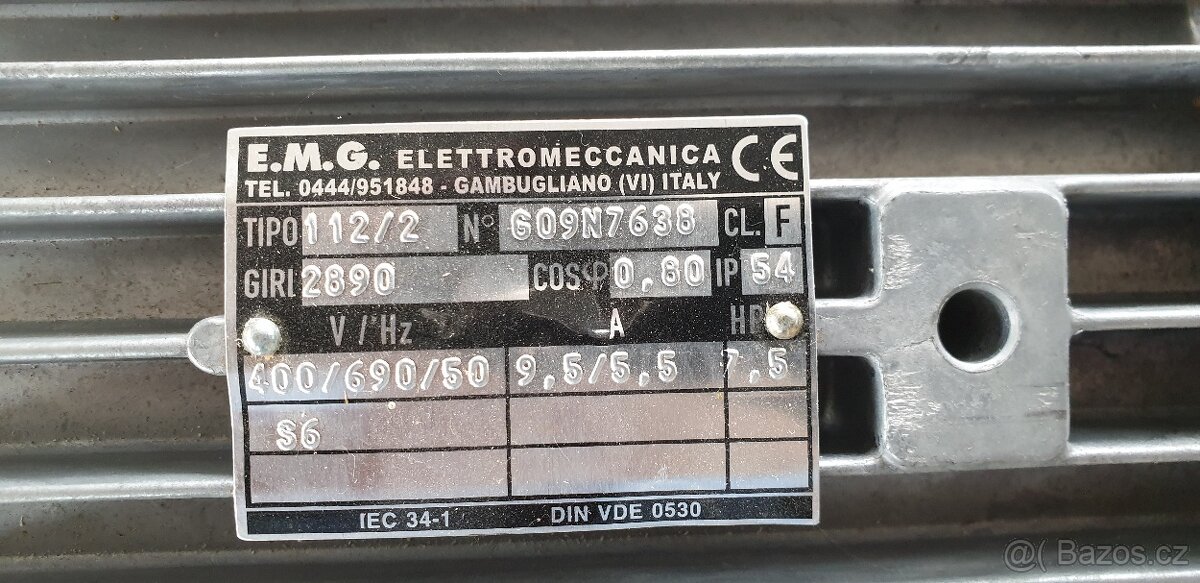 E.M.G. ELETTROMECCANICA CE
TEL. 0444/951848 - GAMBUGLIANO (VI) ITALY
TIPO 112/2 N° G09N7638 CL. F
GIRI 2890 COSφ 0,80 IP 54
V / Hz A HP
400/690/50 9,5/5,5 7,5
S6
IEC 34-1 DIN VDE 0530
@( Bazos.cz